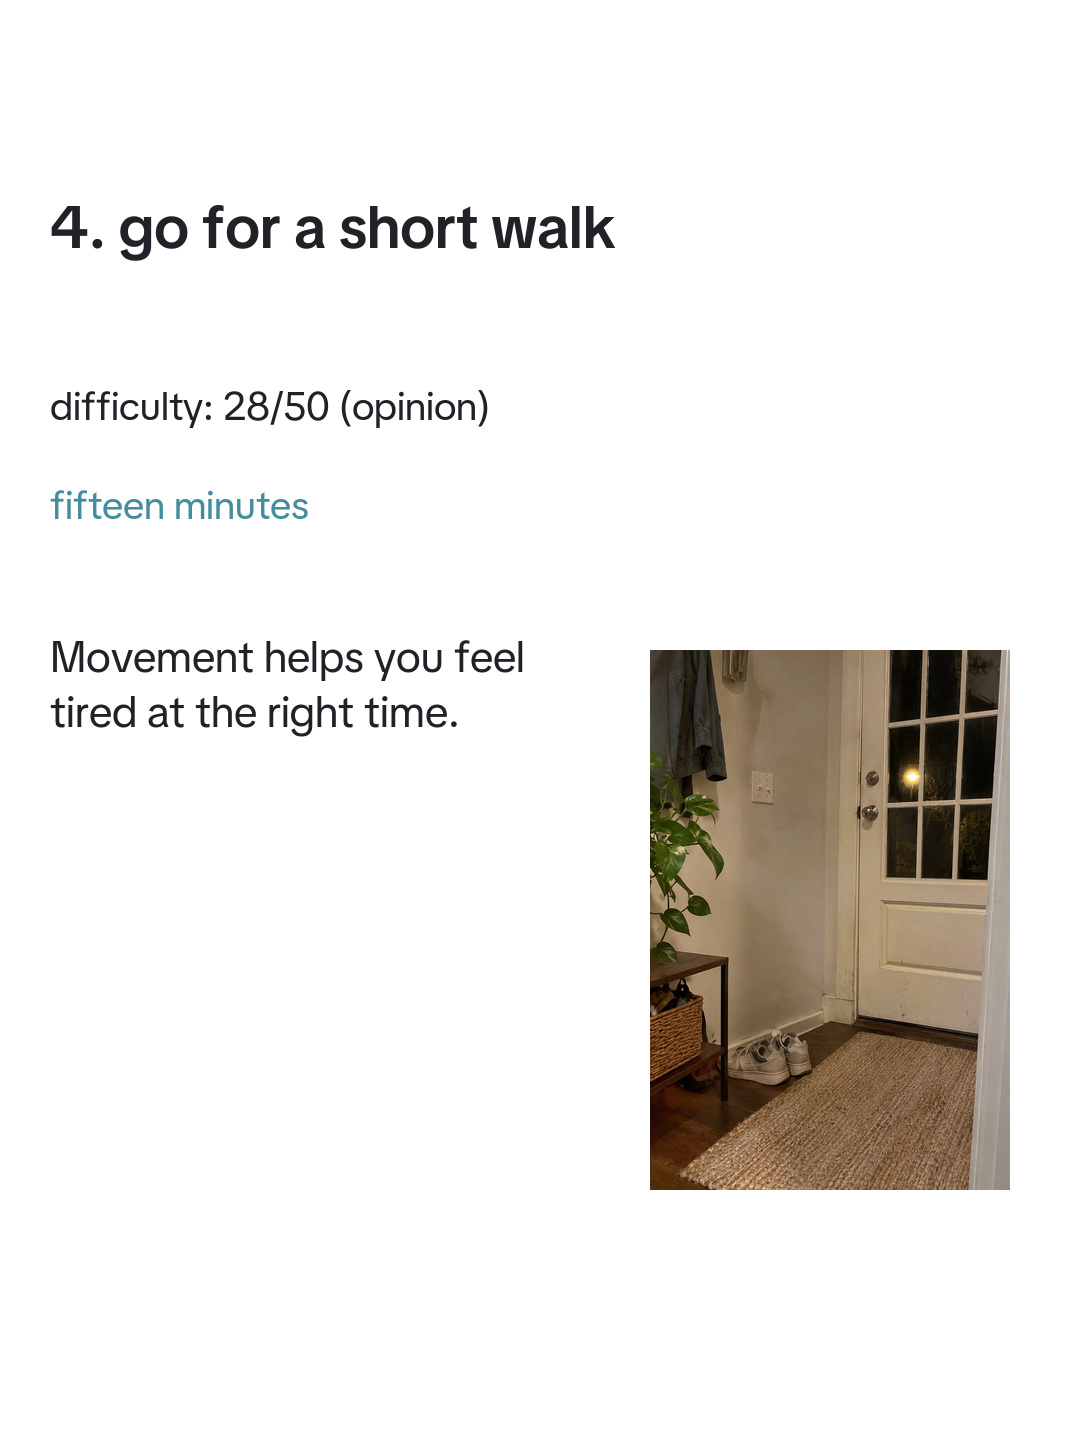 4. go for a short walk
difficulty: 28/50 (opinion)
fifteen minutes
Movement helps you feel
tired at the right time.